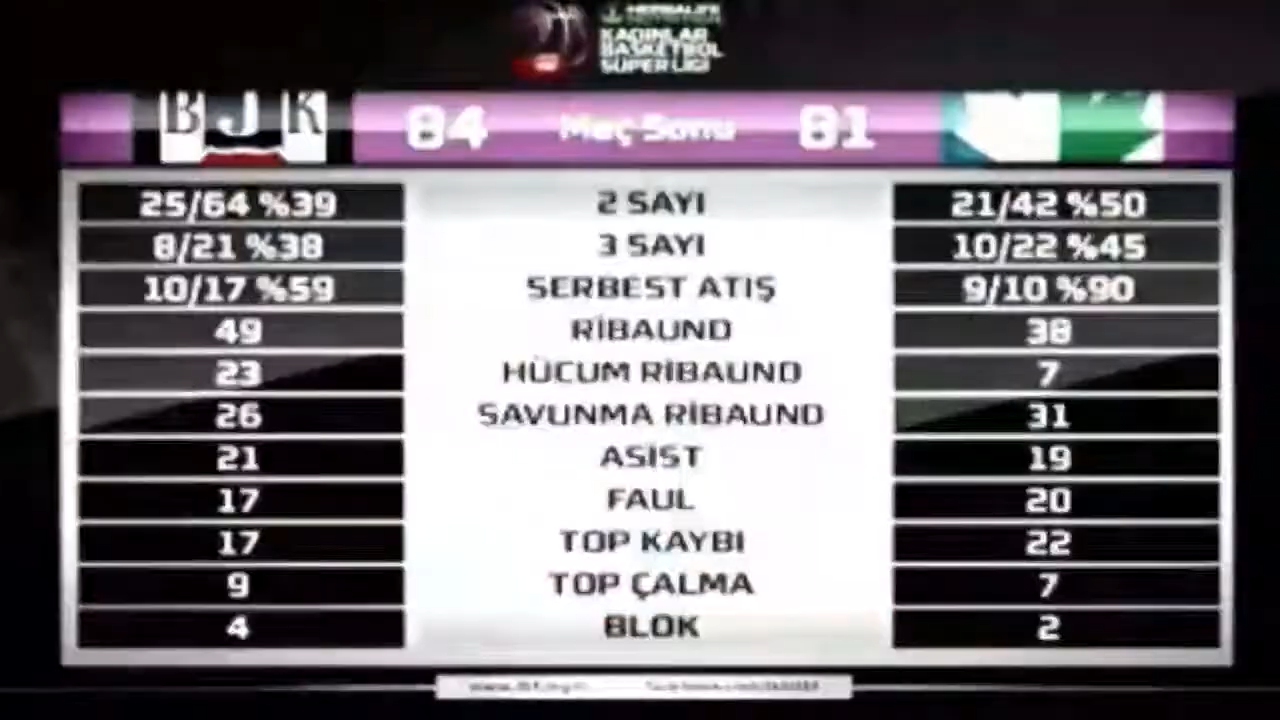 HERBALIFE
KADINLAR
BASKETBOL
SÜPER LİGİ
BJK 84 Maç Sonu 81
25/64 %39 2 SAYI 21/42 %50
8/21 %38 3 SAYI 10/22 %45
10/17 %59 SERBEST ATIŞ 9/10 %90
49 RİBAUND 38
23 HÜCUM RİBAUND 7
26 SAVUNMA RİBAUND 31
21 ASİST 19
17 FAUL 20
17 TOP KAYBI 22
9 TOP ÇALMA 7
4 BLOK 2